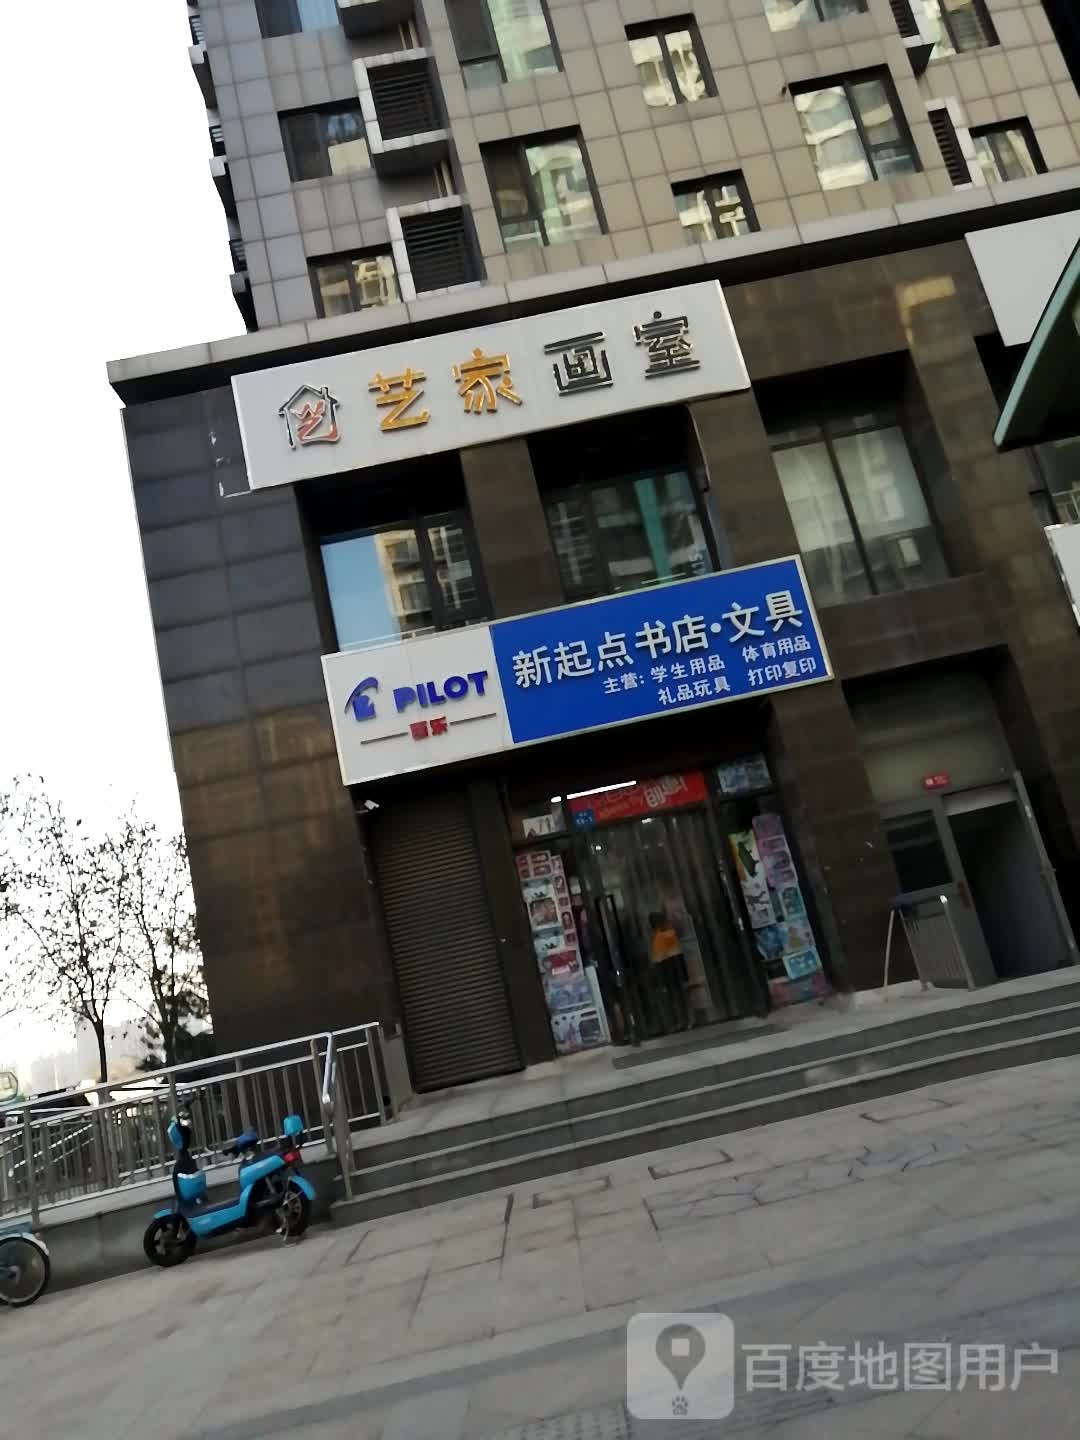 艺 艺家画室
PILOT
百乐
新起点书店·文具
主营: 学生用品 体育用品
礼品玩具 打印复印
百度地图用户